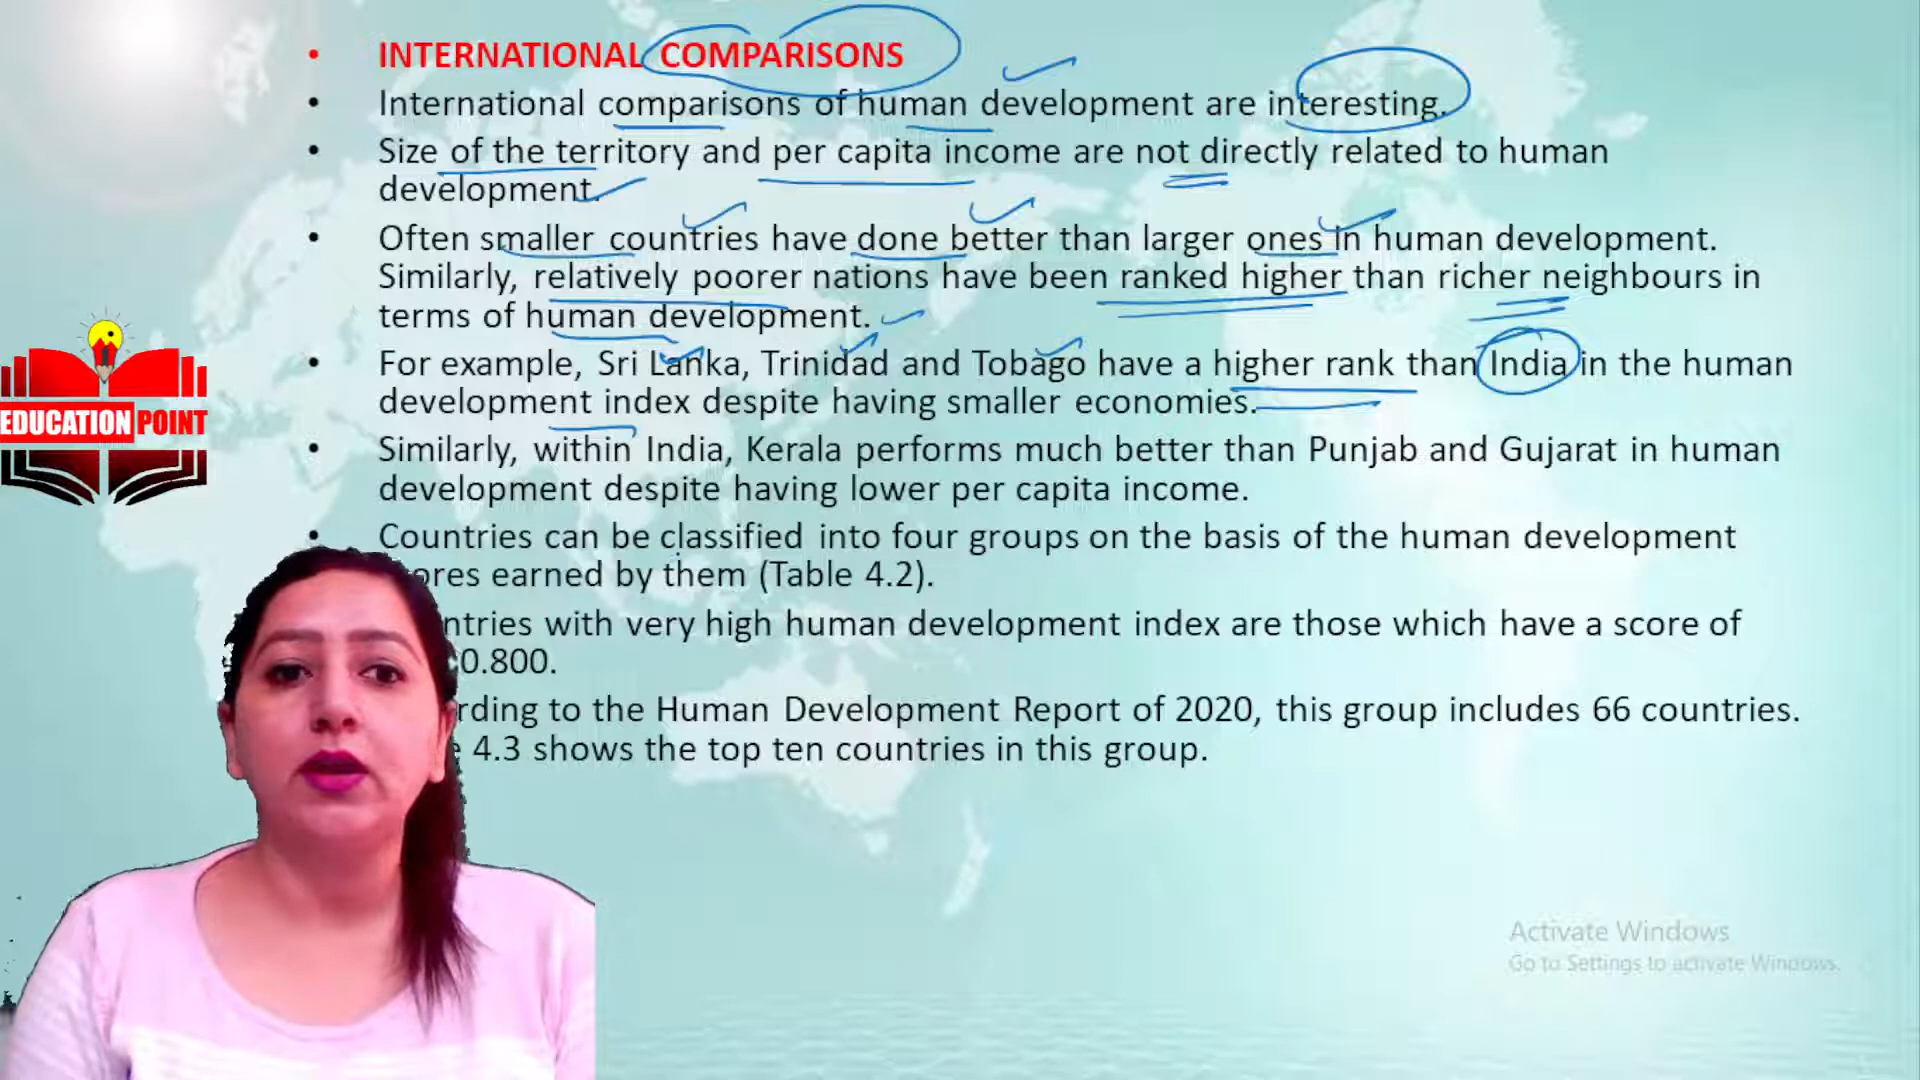 INTERNATIONAL COMPARISONS
International comparisons of human development are interesting.
Size of the territory and per capita income are not directly related to human
development.
Often smaller countries have done better than larger ones in human development.
Similarly, relatively poorer nations have been ranked higher than richer neighbours in
terms of human development.
For example, Sri Lanka, Trinidad and Tobago have a higher rank than India in the human
development index despite having smaller economies.
Similarly, within India, Kerala performs much better than Punjab and Gujarat in human
development despite having lower per capita income.
Countries can be classified into four groups on the basis of the human development
earned by them (Table 4.2).
with very high human development index are those which have a score of
0.800.
to the Human Development Report of 2020, this group includes 66 countries.
4.3 shows the top ten countries in this group.
EDUCATION POINT
Activate Windows
Go to Settings to activate Windows.